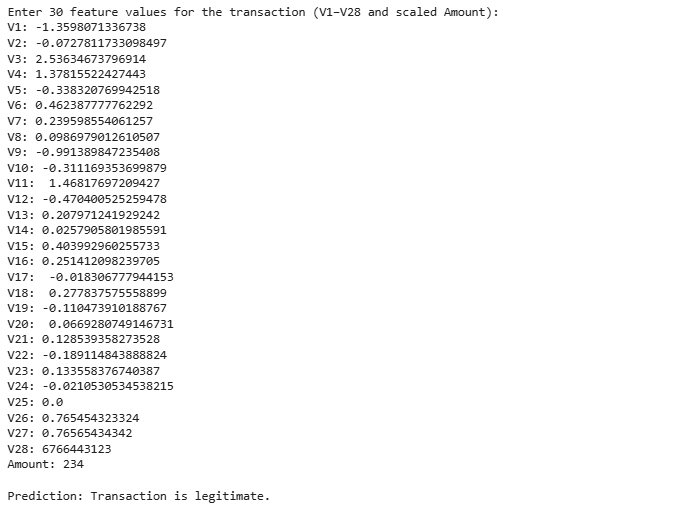 Enter 30 feature values for the transaction (V1–V28 and scaled Amount):
V1: -1.3598071336738
V2: -0.0727811733098497
V3: 2.53634673796914
V4: 1.37815522427443
V5: -0.338320769942518
V6: 0.462387777762292
V7: 0.239598554061257
V8: 0.0986979012610507
V9: -0.991389847235408
V10: -0.311169353699879
V11:  1.46817697209427
V12: -0.470400525259478
V13: 0.207971241929242
V14: 0.0257905801985591
V15: 0.403992960255733
V16: 0.251412098239705
V17:  -0.018306777944153
V18:  0.277837575558899
V19: -0.110473910188767
V20:  0.0669280749146731
V21: 0.128539358273528
V22: -0.189114843888824
V23: 0.133558376740387
V24: -0.0210530534538215
V25: 0.0
V26: 0.765454323324
V27: 0.76565434342
V28: 6766443123
Amount: 234
Prediction: Transaction is legitimate.